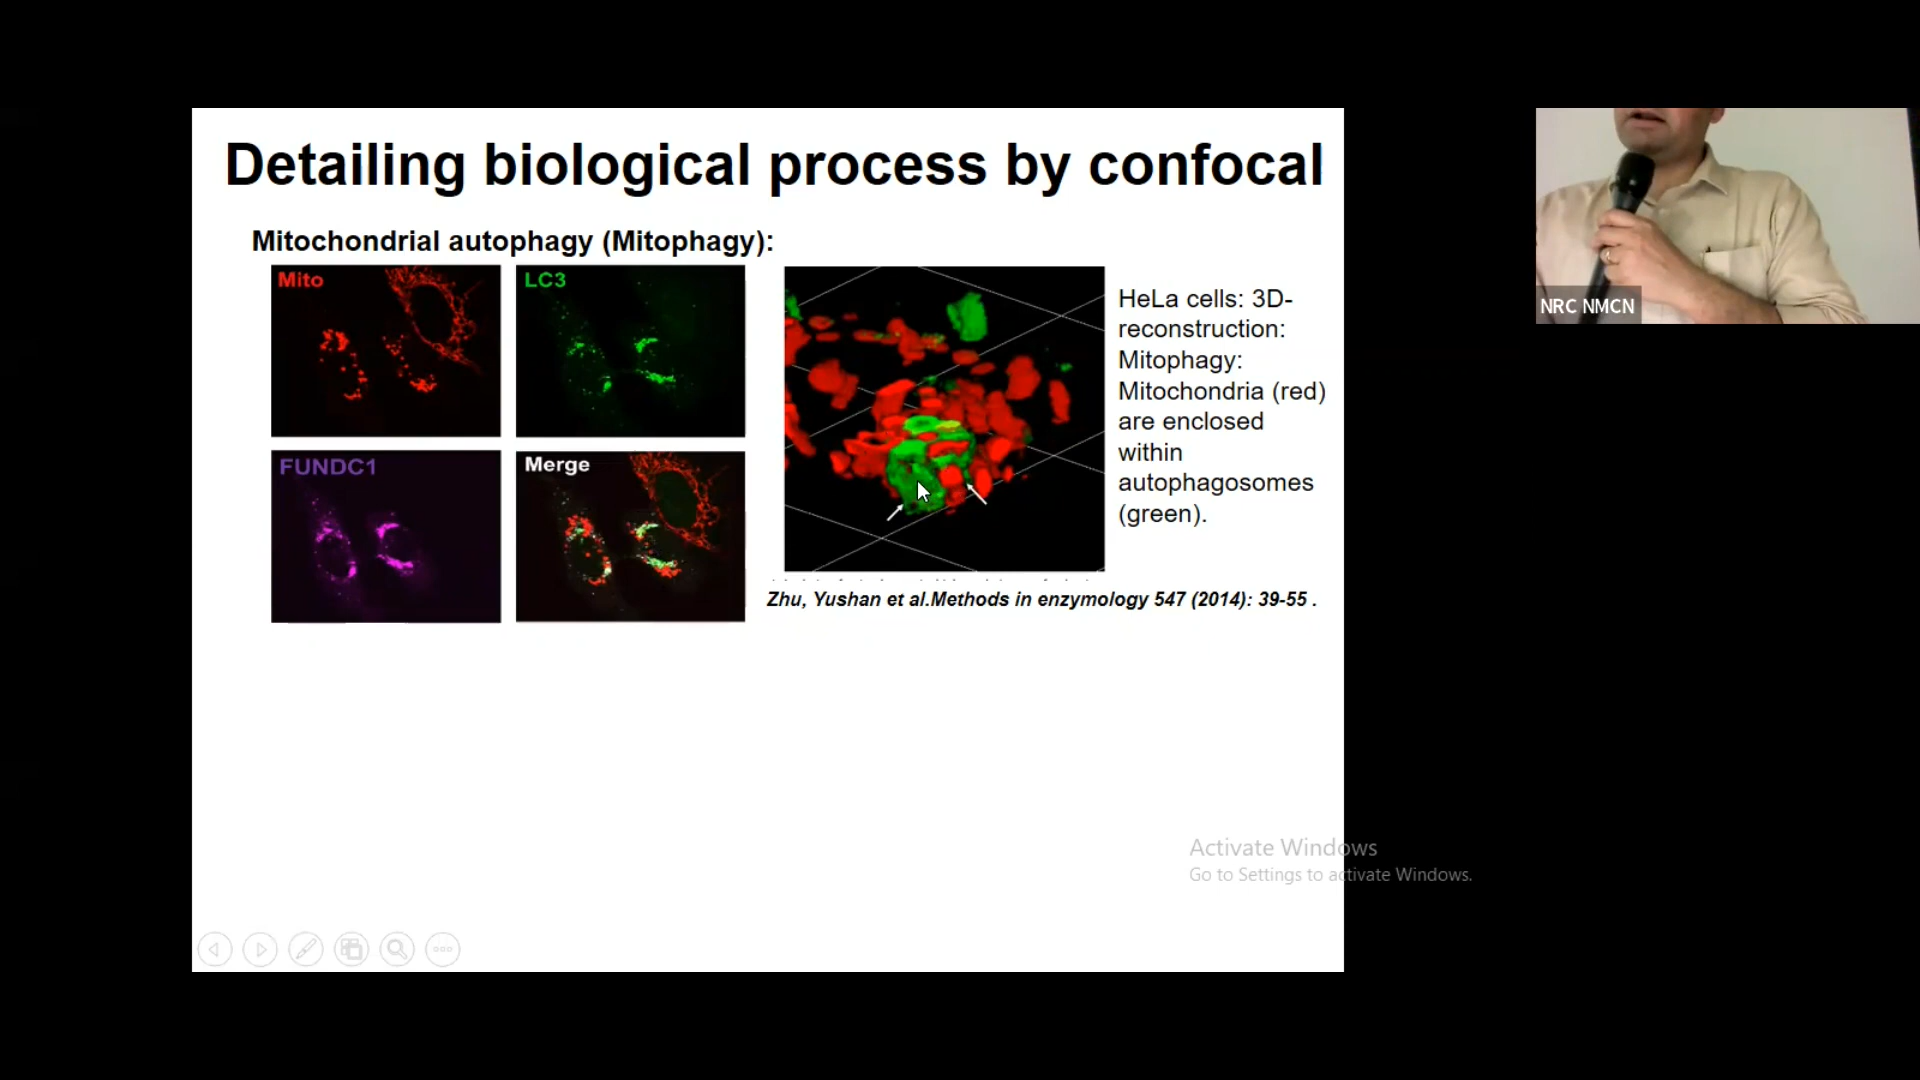 Detailing biological process by confocal
Mitochondrial autophagy (Mitophagy):
Mito
LC3
FUNDC1
Merge
HeLa cells: 3D-
reconstruction:
Mitophagy:
Mitochondria (red)
are enclosed
within
autophagosomes
(green).
Zhu, Yushan et al.Methods in enzymology 547 (2014): 39-55 .
NRC NMCN
Activate Windows
Go to Settings to activate Windows.